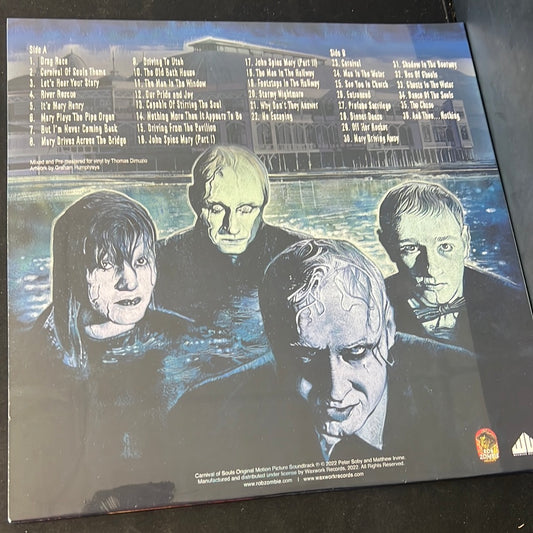 Side A
1. Drag Race
2. Carnival Of Souls Theme
3. Let's Hear Your Story
4. River Rescue
5. It's Mary Henry
6. Mary Plays The Pipe Organ
7. But I'm Never Coming Back
8. Mary Drives Across The Bridge
9. Driving To Utah
10. The Old Bath House
11. The Man In The Window
12. Our Pride and Joy
13. Capable Of Stirring The Soul
14. Nothing More Than It Appears To Be
15. Driving From The Pavilion
16. John Spies Mary (Part I)
17. John Spies Mary (Part II)
18. The Man In The Hallway
19. Footsteps In The Hallway
20. Stormy Nightmare
21. Why Don't They Answer
22. No Escaping
Side B
23. Carnival
24. Man In The Water
25. See You In Church
26. Entranced
27. Profane Sacrilege
28. Sinners Dance
29. Off Her Rocker
30. Mary Driving Away
31. Shadow In The Doorway
32. Bus Of Ghouls
33. Ghosts In The Water
34. Dance Of The Souls
35. The Chase
36. And Then... Nothing
Mixed and Pre-mastered for vinyl by Thomas Dimuzio
Artwork by Graham Humphreys
Carnival of Souls Original Motion Picture Soundtrack ℗ © 2022 Peter Soby and Matthew Irvine.
Manufactured and distributed under license by Waxwork Records, 2022. All Rights Reserved.
www.robzombie.com | www.waxworkrecords.com
ROB
ZOMBIE